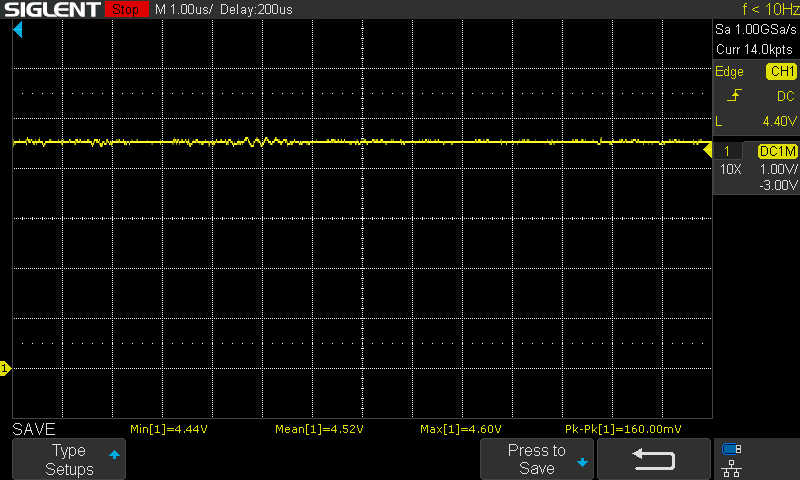 SIGLENT Stop M 1.00us/ Delay:200us f < 10Hz
Sa 1.00GSa/s
Curr 14.0kpts
Edge CH1
DC
L 4.40V
1 DC1M
10X 1.00V/
-3.00V
1
SAVE Min[1]=4.44V Mean[1]=4.52V Max[1]=4.60V Pk-Pk[1]=160.00mV
Type
Setups
Press to
Save